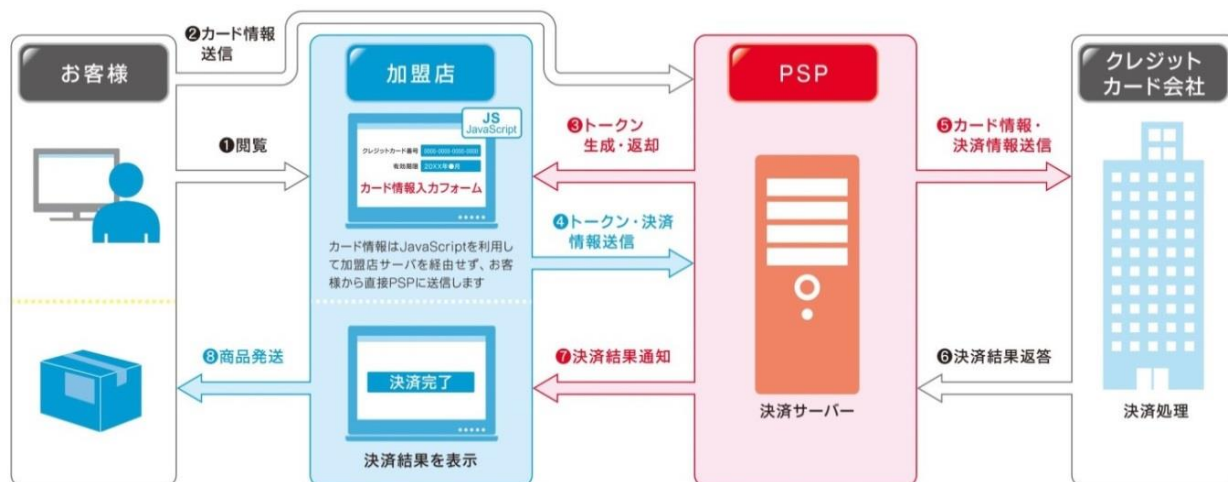 お客様
❷カード情報
送信
加盟店
PSP
クレジット
カード会社
❶閲覧
JS
JavaScript
クレジットカード番号 0000-0000-0000-0000
有効期限 20XX年●月
カード情報入力フォーム
❸トークン
生成・返却
❺カード情報・
決済情報送信
❹トークン・決済
情報送信
カード情報はJavaScriptを利用し
て加盟店サーバを経由せず、お客
様から直接PSPに送信します
❽商品発送
決済完了
決済結果を表示
❼決済結果通知
決済サーバー
❻決済結果返答
決済処理